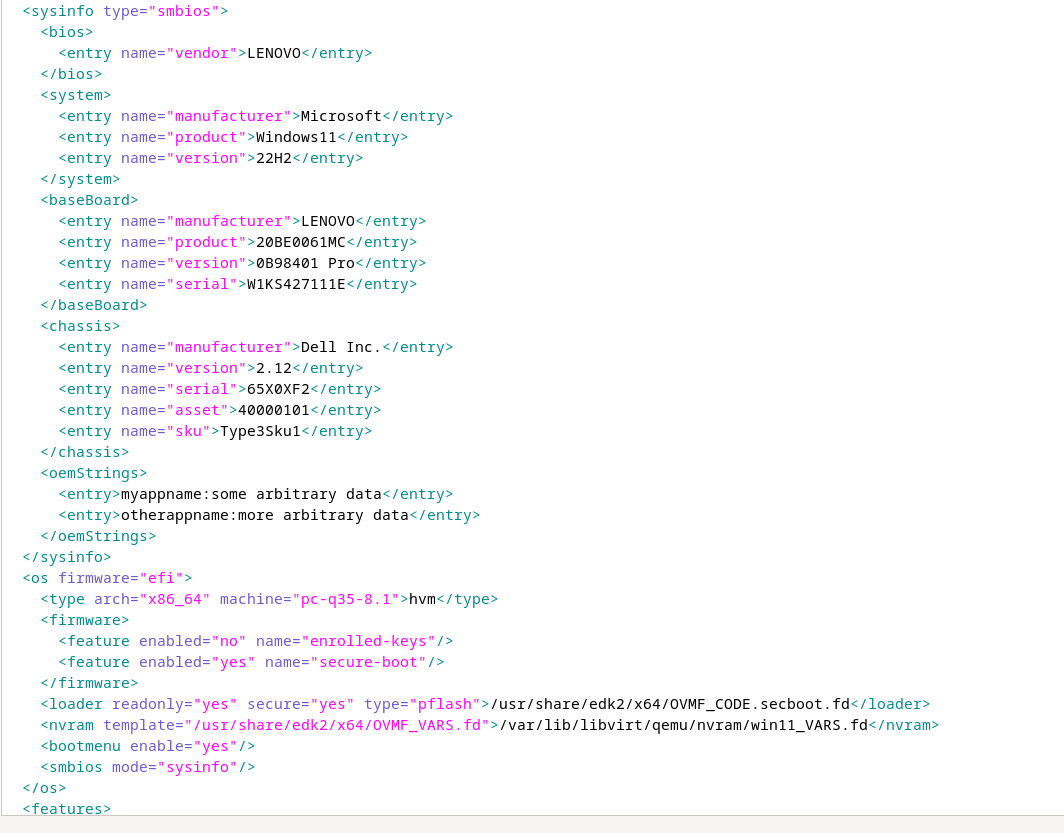 <sysinfo type="smbios">
<bios>
<entry name="vendor">LENOVO</entry>
</bios>
<system>
<entry name="manufacturer">Microsoft</entry>
<entry name="product">Windows11</entry>
<entry name="version">22H2</entry>
</system>
<baseBoard>
<entry name="manufacturer">LENOVO</entry>
<entry name="product">20BE0061MC</entry>
<entry name="version">0B98401 Pro</entry>
<entry name="serial">W1KS427111E</entry>
</baseBoard>
<chassis>
<entry name="manufacturer">Dell Inc.</entry>
<entry name="version">2.12</entry>
<entry name="serial">65X0XF2</entry>
<entry name="asset">40000101</entry>
<entry name="sku">Type3Sku1</entry>
</chassis>
<oemStrings>
<entry>myappname:some arbitrary data</entry>
<entry>otherappname:more arbitrary data</entry>
</oemStrings>
</sysinfo>
<os firmware="efi">
<type arch="x86_64" machine="pc-q35-8.1">hvm</type>
<firmware>
<feature enabled="no" name="enrolled-keys"/>
<feature enabled="yes" name="secure-boot"/>
</firmware>
<loader readonly="yes" secure="yes" type="pflash">/usr/share/edk2/x64/OVMF_CODE.secboot.fd</loader>
<nvram template="/usr/share/edk2/x64/OVMF_VARS.fd">/var/lib/libvirt/qemu/nvram/win11_VARS.fd</nvram>
<bootmenu enable="yes"/>
<smbios mode="sysinfo"/>
</os>
<features>